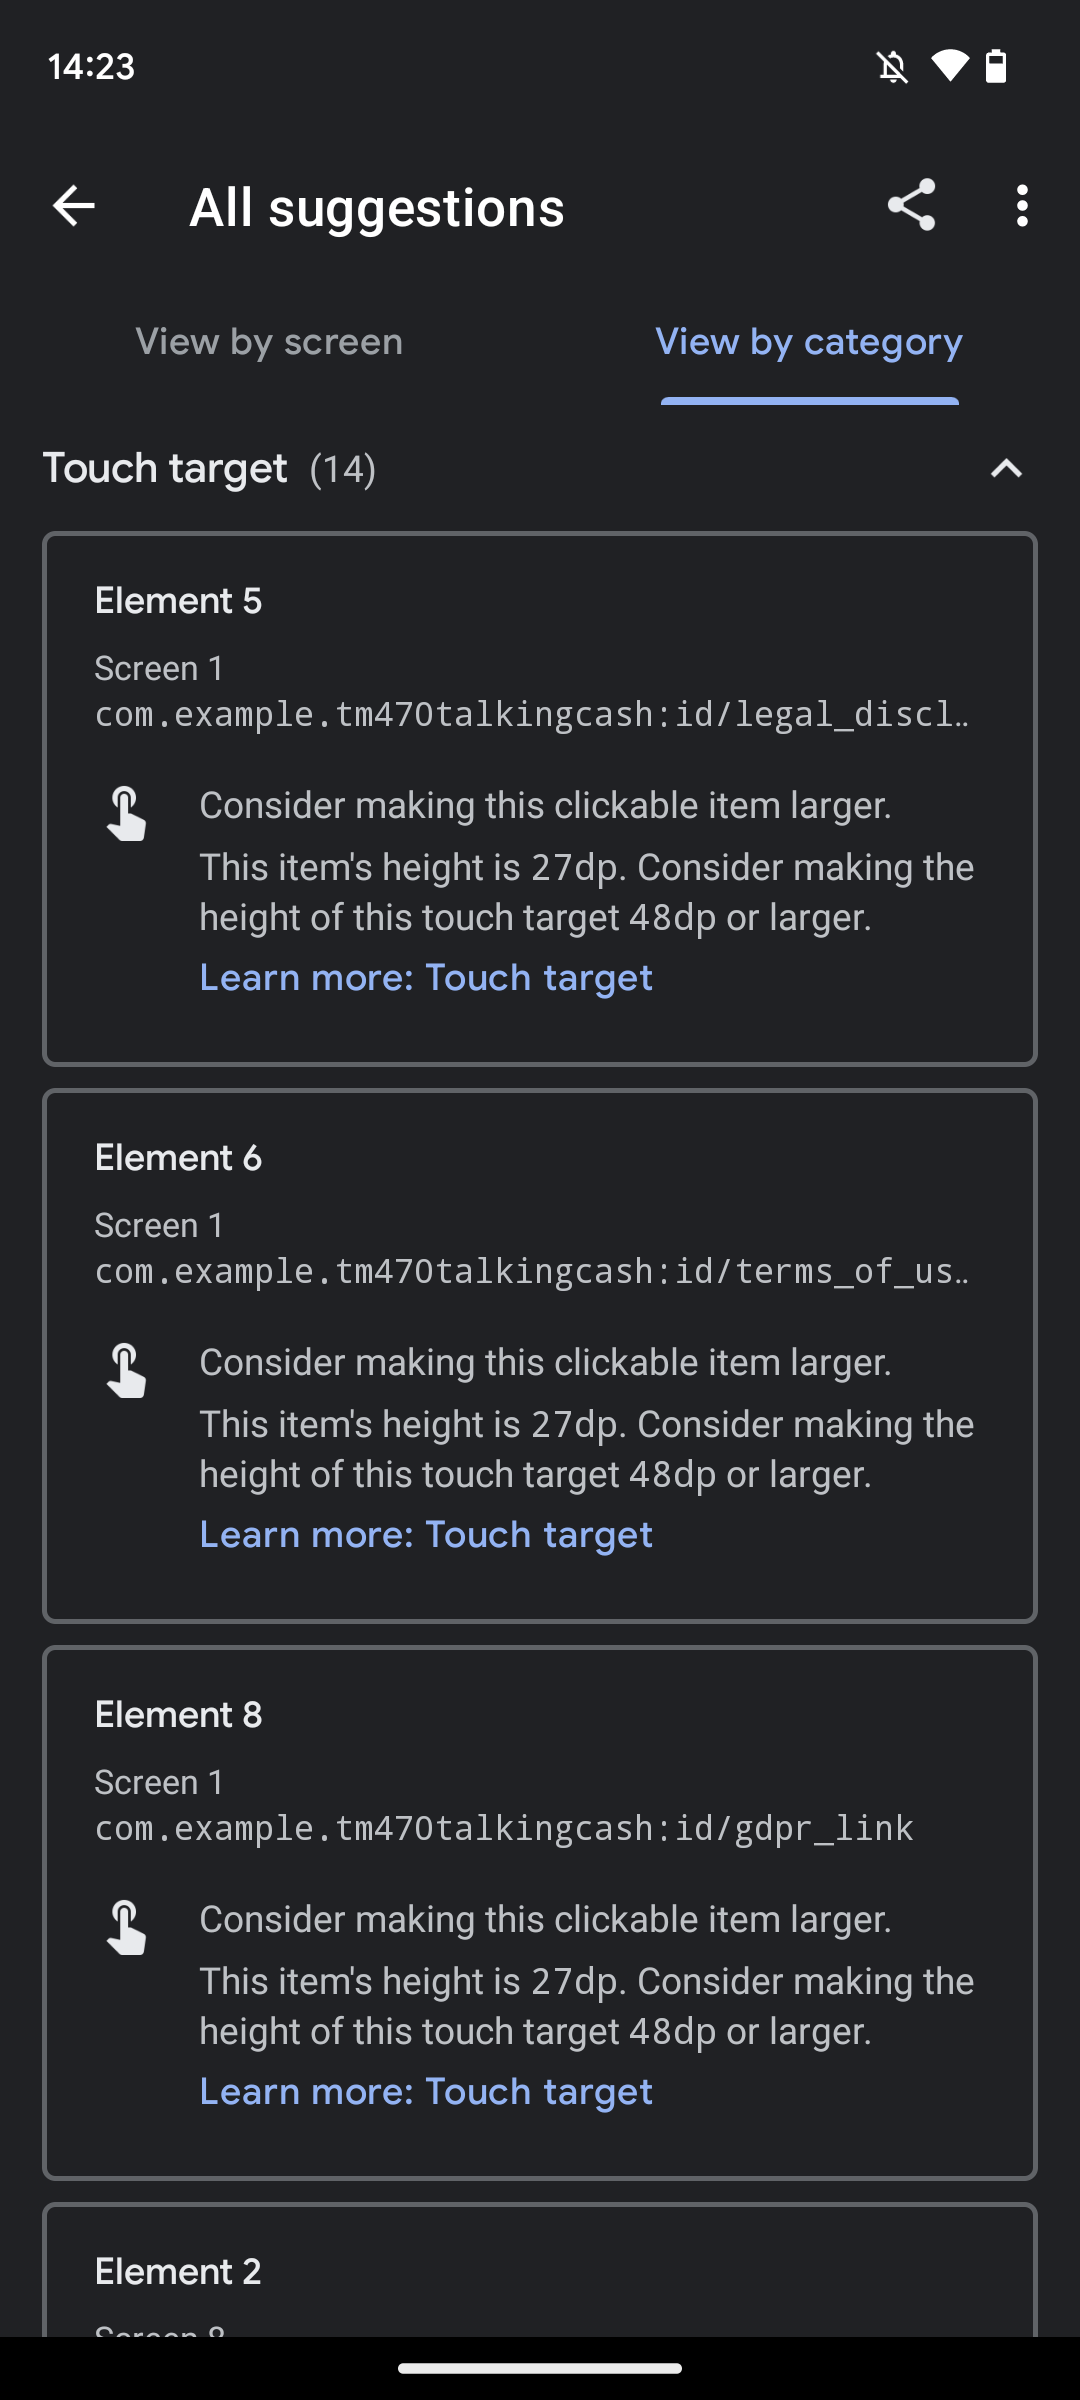 14:23
All suggestions
View by screen
View by category
Touch target (14)
Element 5
Screen 1
com.example.tm470talkingcash:id/legal_discl..
Consider making this clickable item larger.
This item's height is 27dp. Consider making the
height of this touch target 48dp or larger.
Learn more: Touch target
Element 6
Screen 1
com.example.tm470talkingcash:id/terms_of_us..
Consider making this clickable item larger.
This item's height is 27dp. Consider making the
height of this touch target 48dp or larger.
Learn more: Touch target
Element 8
Screen 1
com.example.tm470talkingcash:id/gdpr_link
Consider making this clickable item larger.
This item's height is 27dp. Consider making the
height of this touch target 48dp or larger.
Learn more: Touch target
Element 2
Screen